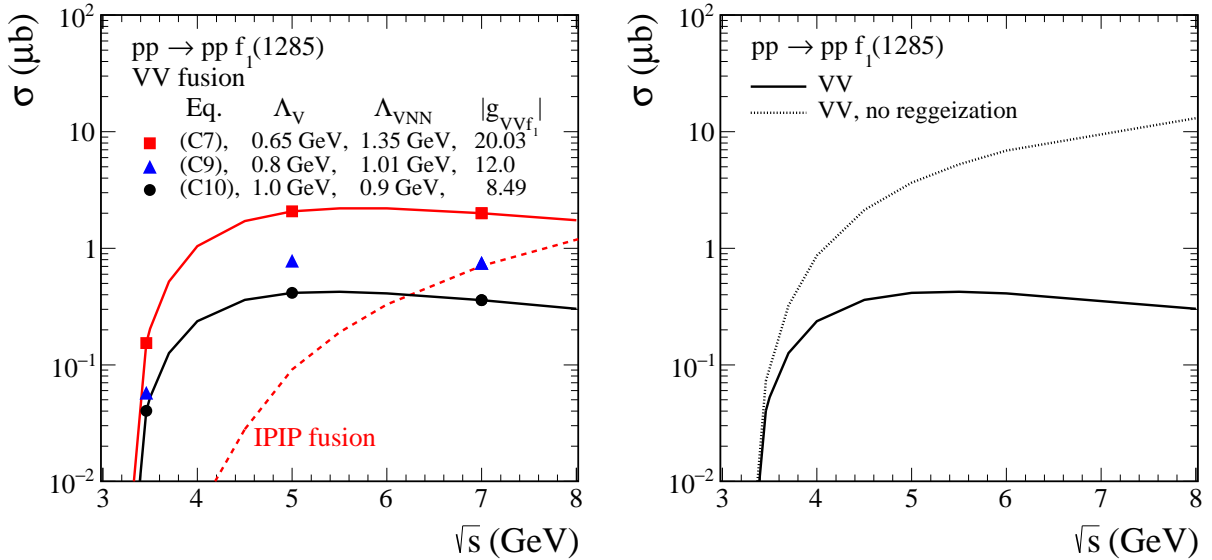 σ (μb)
10²
10
1
10⁻¹
10⁻²
pp → pp f₁(1285)
VV fusion
Eq. Λ_V Λ_VNN |g_VVf₁|
(C7), 0.65 GeV, 1.35 GeV, 20.03
(C9), 0.8 GeV, 1.01 GeV, 12.0
(C10), 1.0 GeV, 0.9 GeV, 8.49
IPIP fusion
3 4 5 6 7 8
√s (GeV)
σ (μb)
10²
10
1
10⁻¹
10⁻²
pp → pp f₁(1285)
VV
VV, no reggeization
3 4 5 6 7 8
√s (GeV)